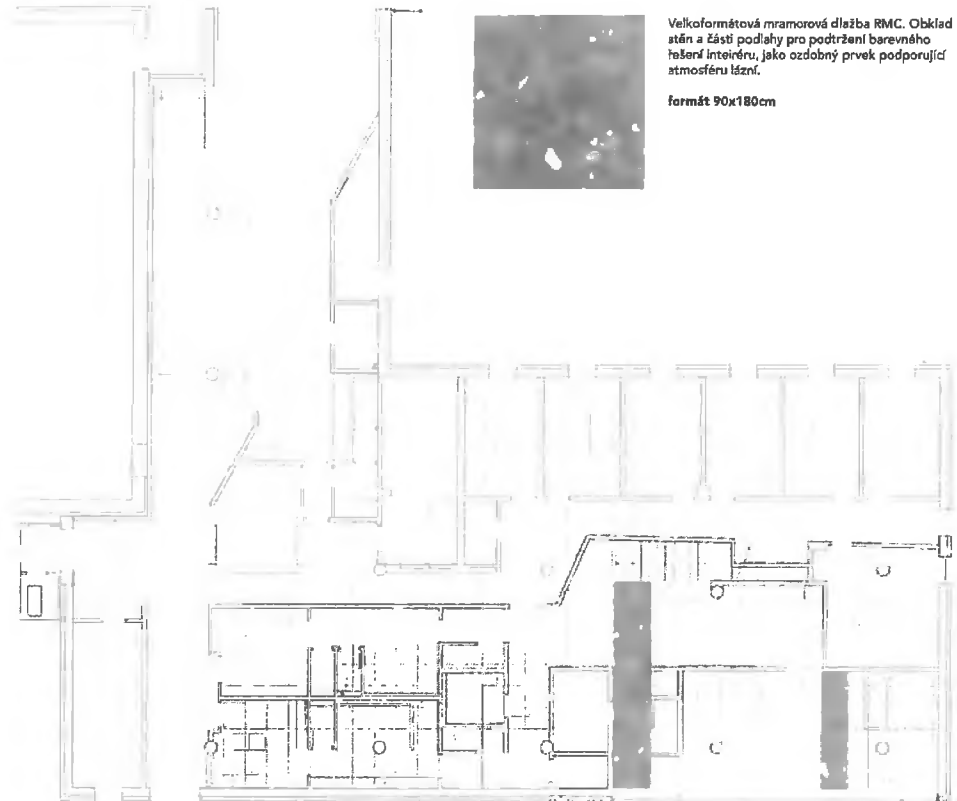 Velkoformátová mramorová dlažba RMC. Obklad
stěn a části podlahy pro podtržení barevného
řešení inteiréru, jako ozdobný prvek podporující
atmosféru lázní.
formát 90x180cm